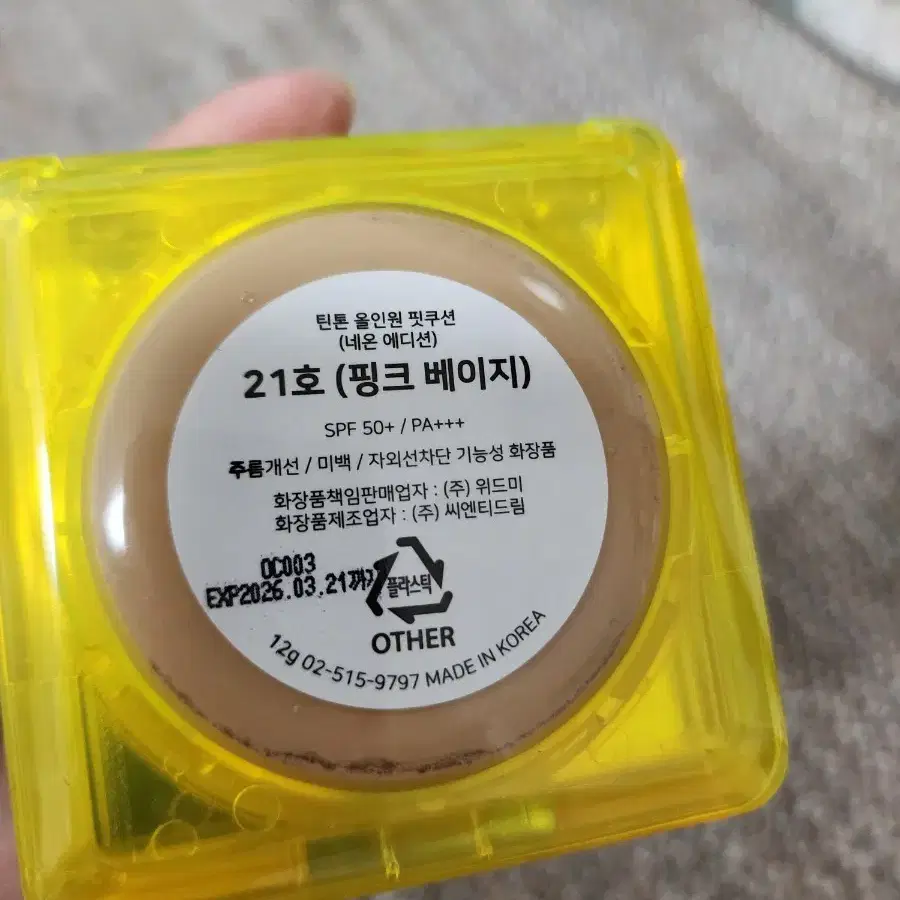 틴톤 올인원 핏쿠션
(네온 에디션)
21호 (핑크 베이지)
SPF 50+ / PA+++
주름개선 / 미백 / 자외선차단 기능성 화장품
화장품책임판매업자 : (주) 위드미
화장품제조업자 : (주) 씨엔티드림
OC003
EXP2026.03.21까지
플라스틱
OTHER
12g 02-515-9797 MADE IN KOREA